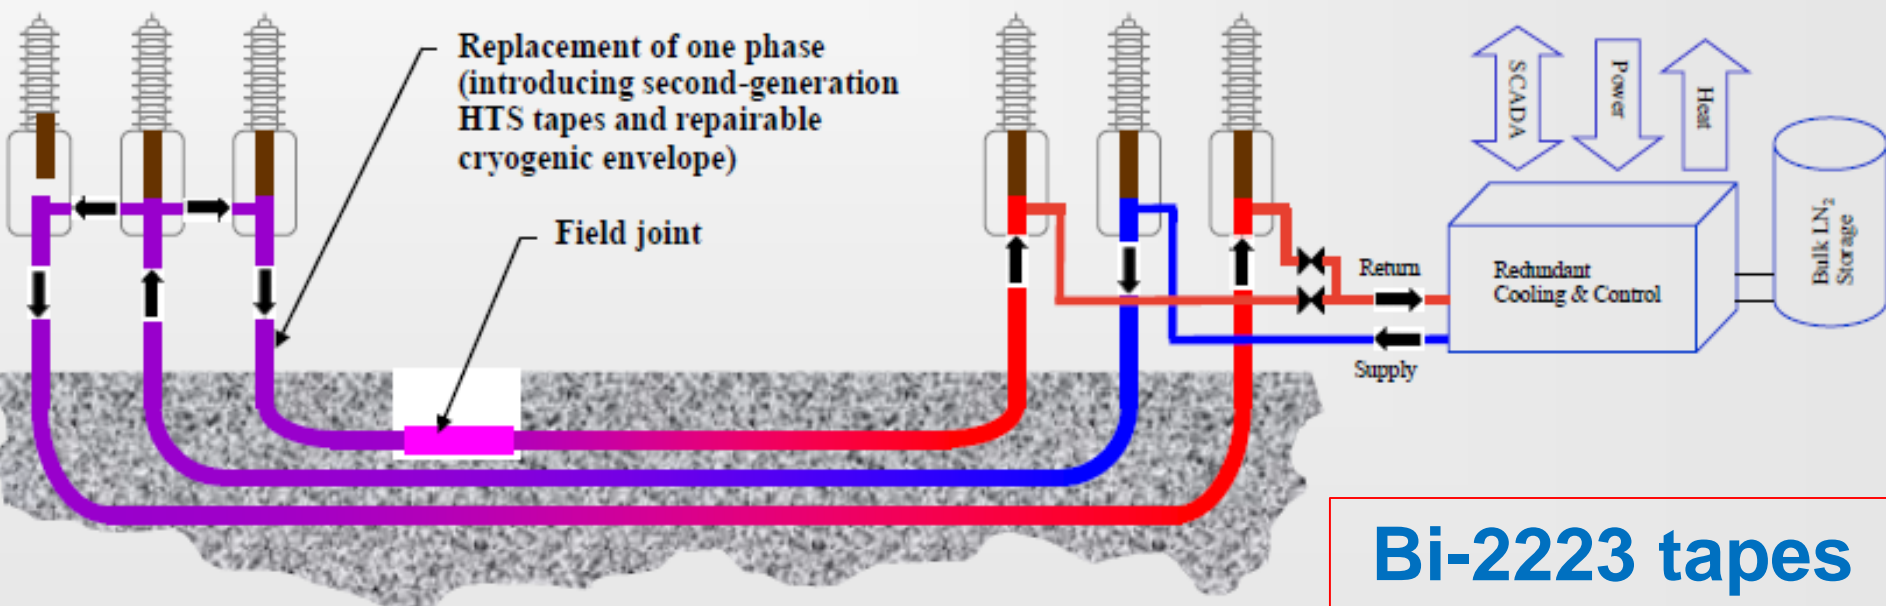 Replacement of one phase
(introducing second-generation
HTS tapes and repairable
cryogenic envelope)
Field joint
SCADA
Power
Heat
Bulk LN₂
Storage
Return
Redundant
Cooling & Control
Supply
Bi-2223 tapes